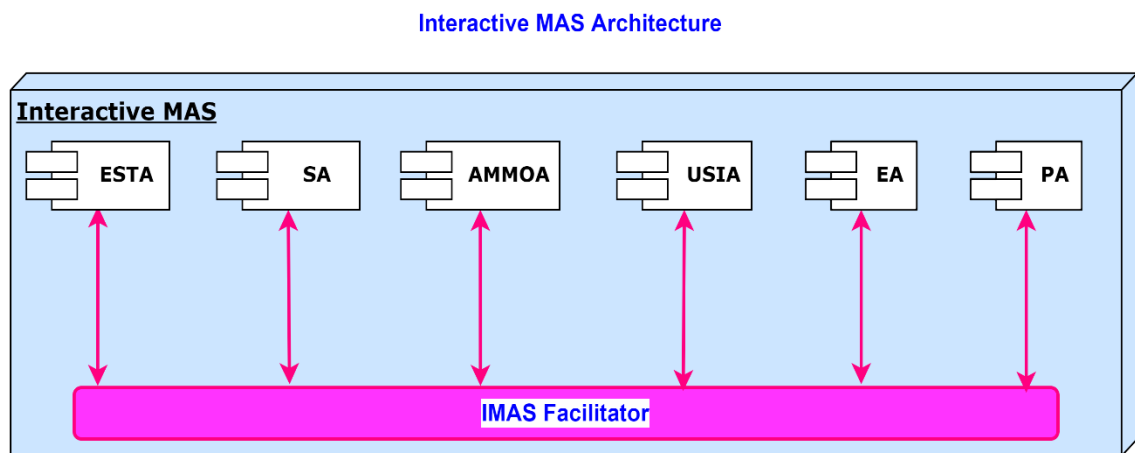 Interactive MAS Architecture
Interactive MAS
ESTA
SA
AMMOA
USIA
EA
PA
IMAS Facilitator